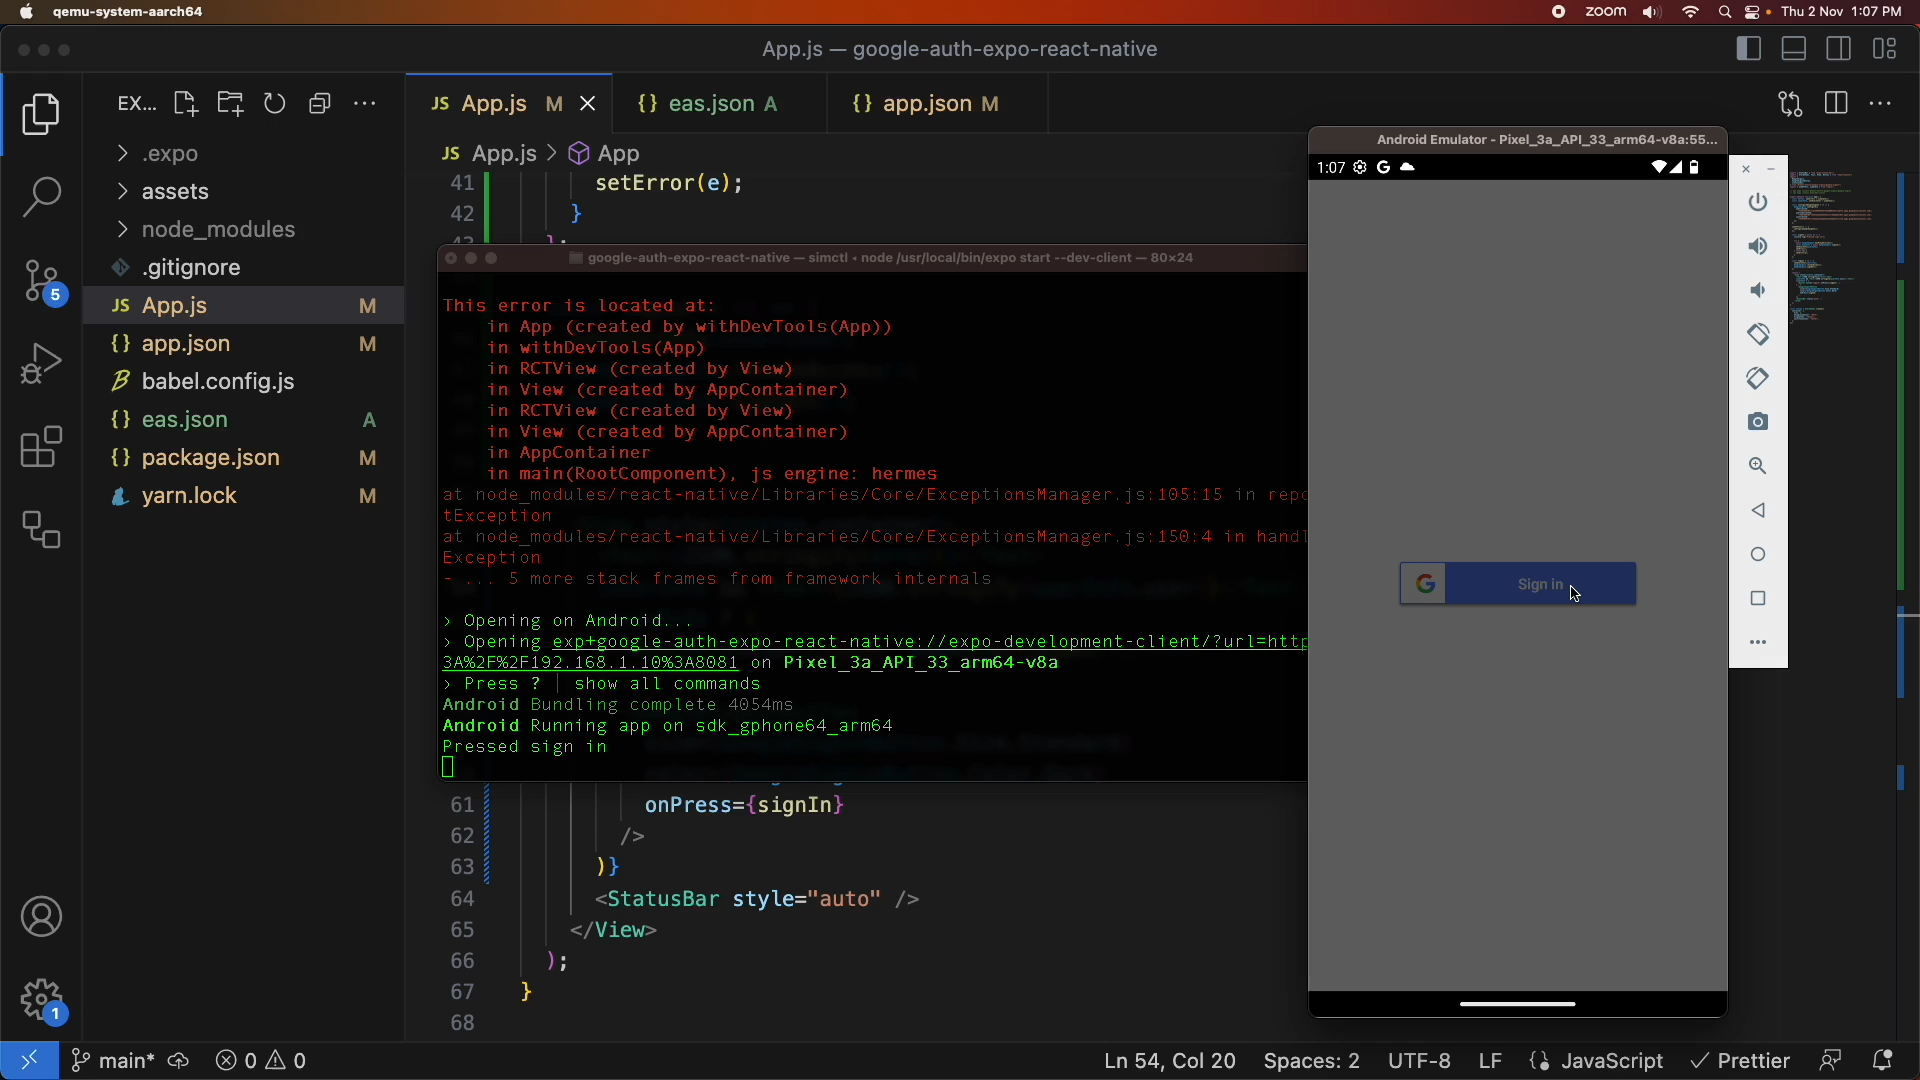 qemu-system-aarch64
zoom
Thu 2 Nov 1:07 PM
App.js — google-auth-expo-react-native
EX...
.expo
assets
node_modules
.gitignore
JS App.js M
{} app.json M
babel.config.js
{} eas.json A
{} package.json M
yarn.lock M
5
1
JS App.js M
{} eas.json A
{} app.json M
JS App.js > App
41 setError(e);
42 }
google-auth-expo-react-native — simctl ◂ node /usr/local/bin/expo start --dev-client — 80×24
This error is located at:
in App (created by withDevTools(App))
in withDevTools(App)
in RCTView (created by View)
in View (created by AppContainer)
in RCTView (created by View)
in View (created by AppContainer)
in AppContainer
in main(RootComponent), js engine: hermes
at node_modules/react-native/Libraries/Core/ExceptionsManager.js:105:15 in repo
tException
at node_modules/react-native/Libraries/Core/ExceptionsManager.js:150:4 in handl
Exception
- ... 5 more stack frames from framework internals
› Opening on Android...
› Opening exp+google-auth-expo-react-native://expo-development-client/?url=http
3A%2F%2F192.168.1.10%3A8081 on Pixel_3a_API_33_arm64-v8a
› Press ? │ show all commands
Android Bundling complete 4054ms
Android Running app on sdk_gphone64_arm64
Pressed sign in
61 onPress={signIn}
62 />
63 )}
64 <StatusBar style="auto" />
65 </View>
66 );
67 }
68
Android Emulator - Pixel_3a_API_33_arm64-v8a:55...
1:07
G Sign in
main*
0 0
Ln 54, Col 20
Spaces: 2
UTF-8
LF
JavaScript
Prettier